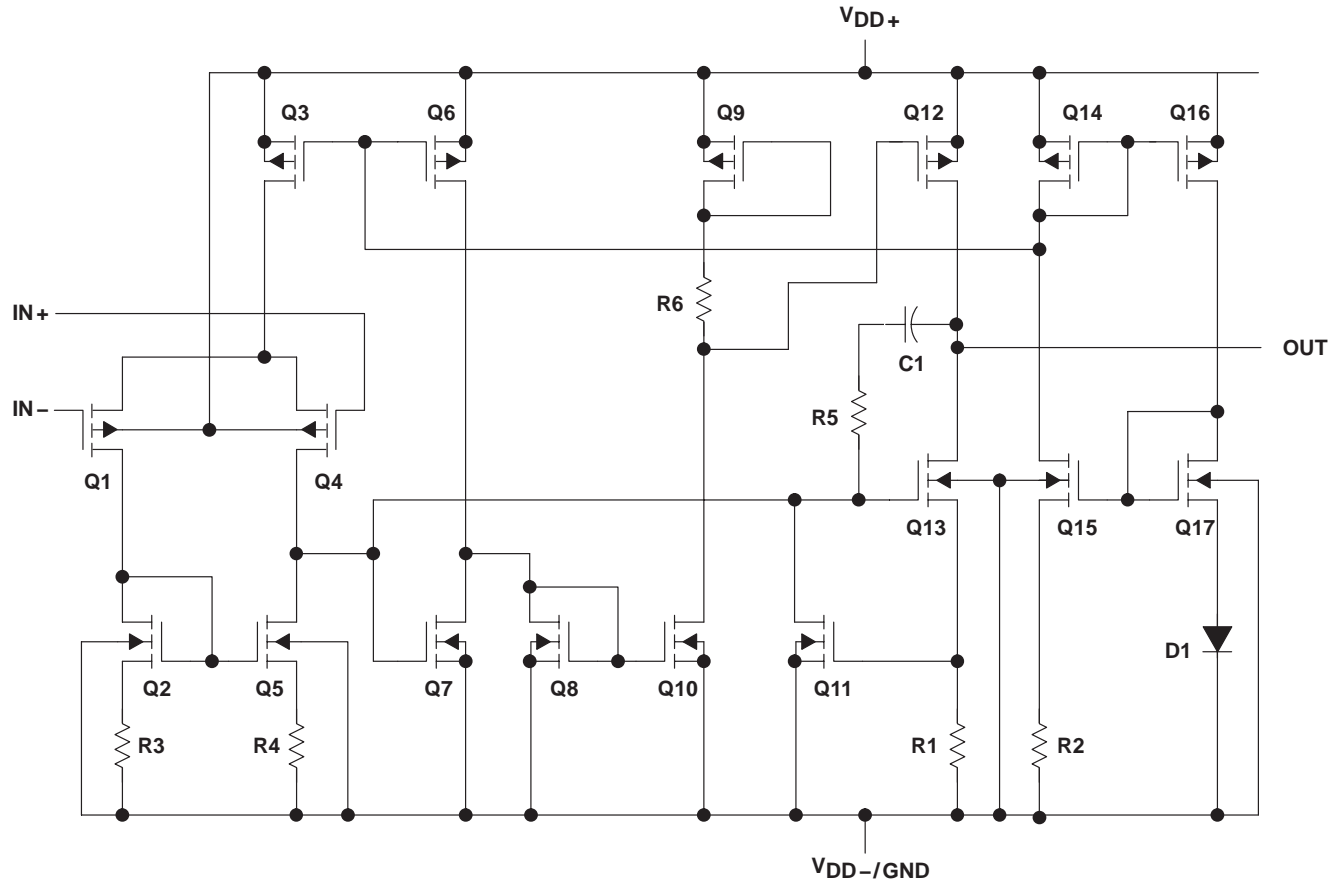 VDD+
Q3
Q6
Q9
Q12
Q14
Q16
IN+
R6
C1
OUT
IN−
R5
Q1
Q4
Q13
Q15
Q17
D1
Q2
Q5
Q7
Q8
Q10
Q11
R3
R4
R1
R2
VDD−/GND